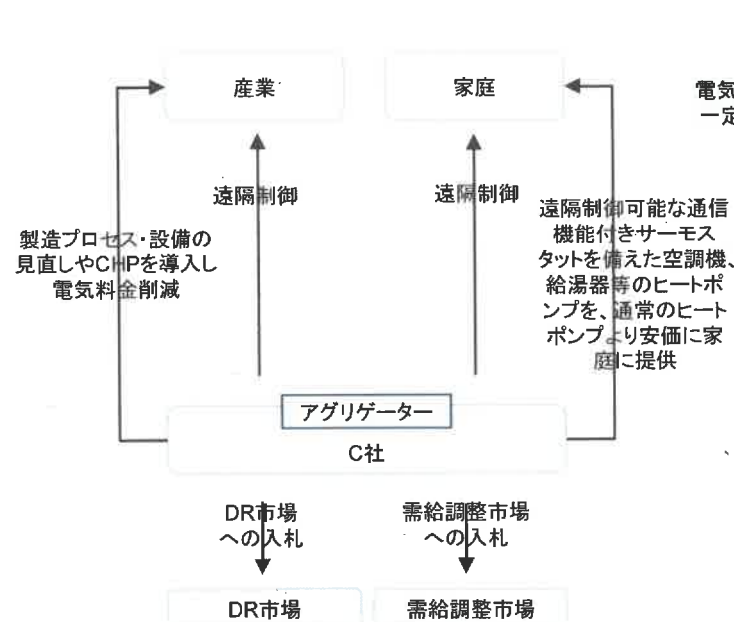 産業
家庭
電気
一定
遠隔制御
遠隔制御
製造プロセス・設備の
見直しやCHPを導入し
電気料金削減
遠隔制御可能な通信
機能付きサーモス
タットを備えた空調機、
給湯器等のヒートポ
ンプを、通常のヒート
ポンプより安価に家
庭に提供
アグリゲーター
C社
DR市場
への入札
需給調整市場
への入札
DR市場
需給調整市場